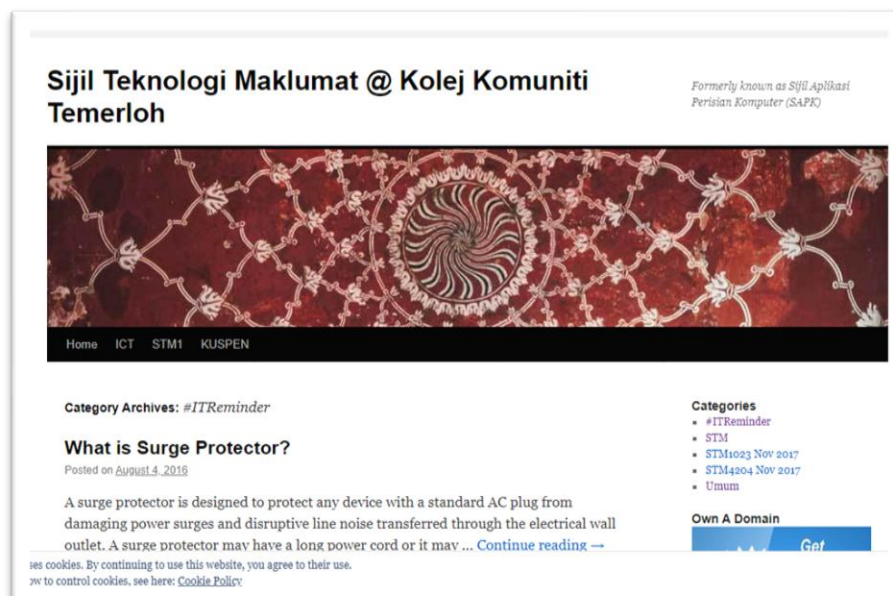 Sijil Teknologi Maklumat @ Kolej Komuniti
Temerloh
Formerly known as Sijil Aplikasi
Perisian Komputer (SAPK)
Home ICT STM1 KUSPEN
Category Archives: #ITReminder
What is Surge Protector?
Posted on August 4, 2016
A surge protector is designed to protect any device with a standard AC plug from
damaging power surges and disruptive line noise transferred through the electrical wall
outlet. A surge protector may have a long power cord or it may ... Continue reading →
Categories
#ITReminder
STM
STM1023 Nov 2017
STM4204 Nov 2017
Umum
Own A Domain
Get
ses cookies. By continuing to use this website, you agree to their use.
ow to control cookies, see here: Cookie Policy